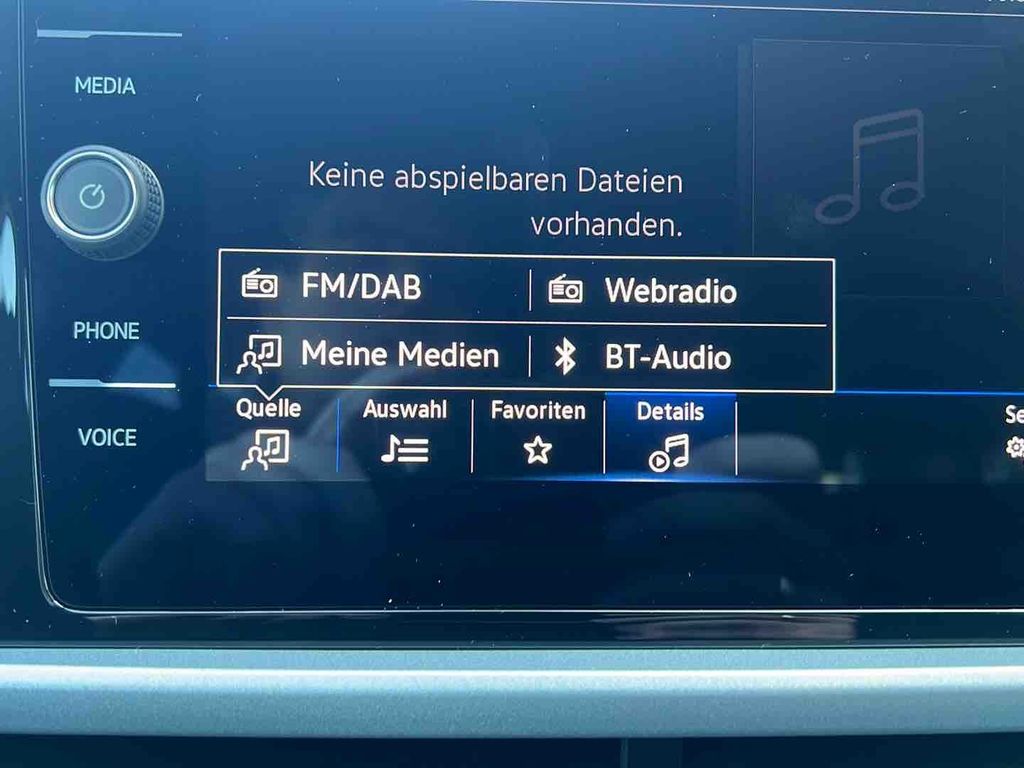 MEDIA
Keine abspielbaren Dateien
vorhanden.
FM/DAB
Webradio
PHONE
Meine Medien
BT-Audio
Quelle
Auswahl
Favoriten
Details
VOICE